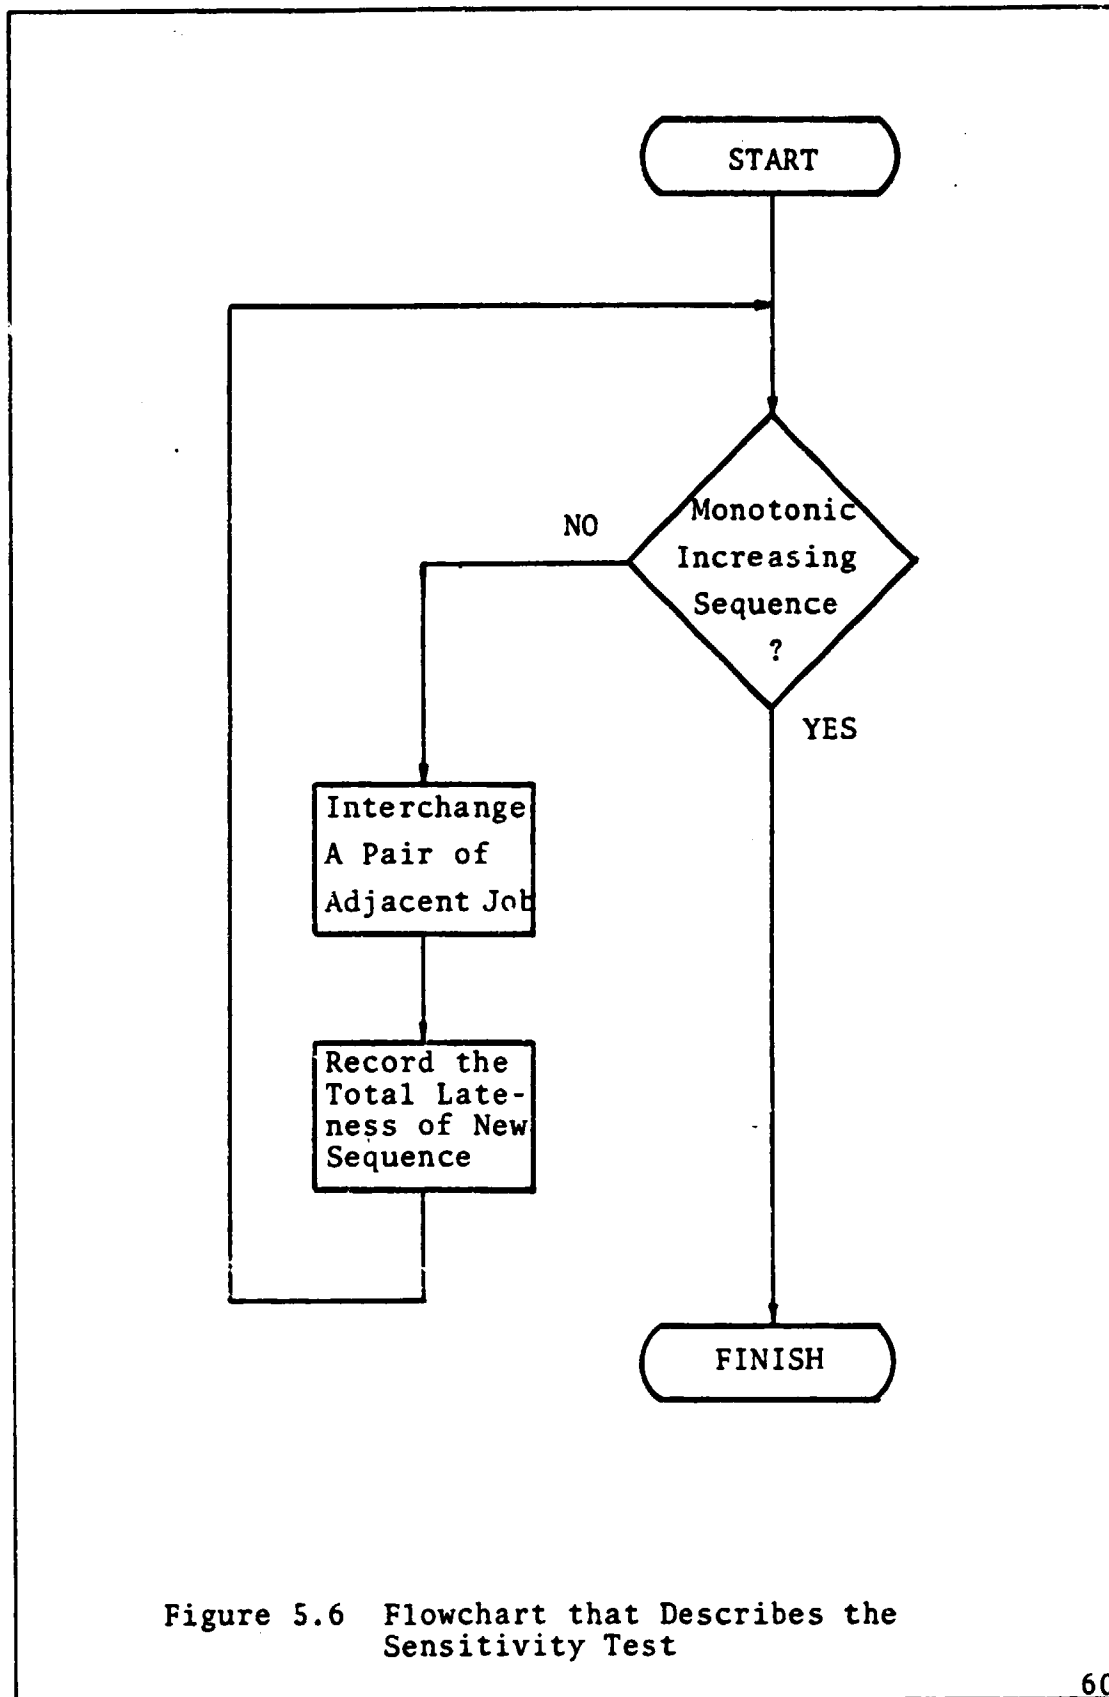 START
NO
Monotonic
Increasing
Sequence
?
YES
Interchange
A Pair of
Adjacent Job
Record the
Total Late-
ness of New
Sequence
FINISH
Figure 5.6 Flowchart that Describes the
Sensitivity Test
60